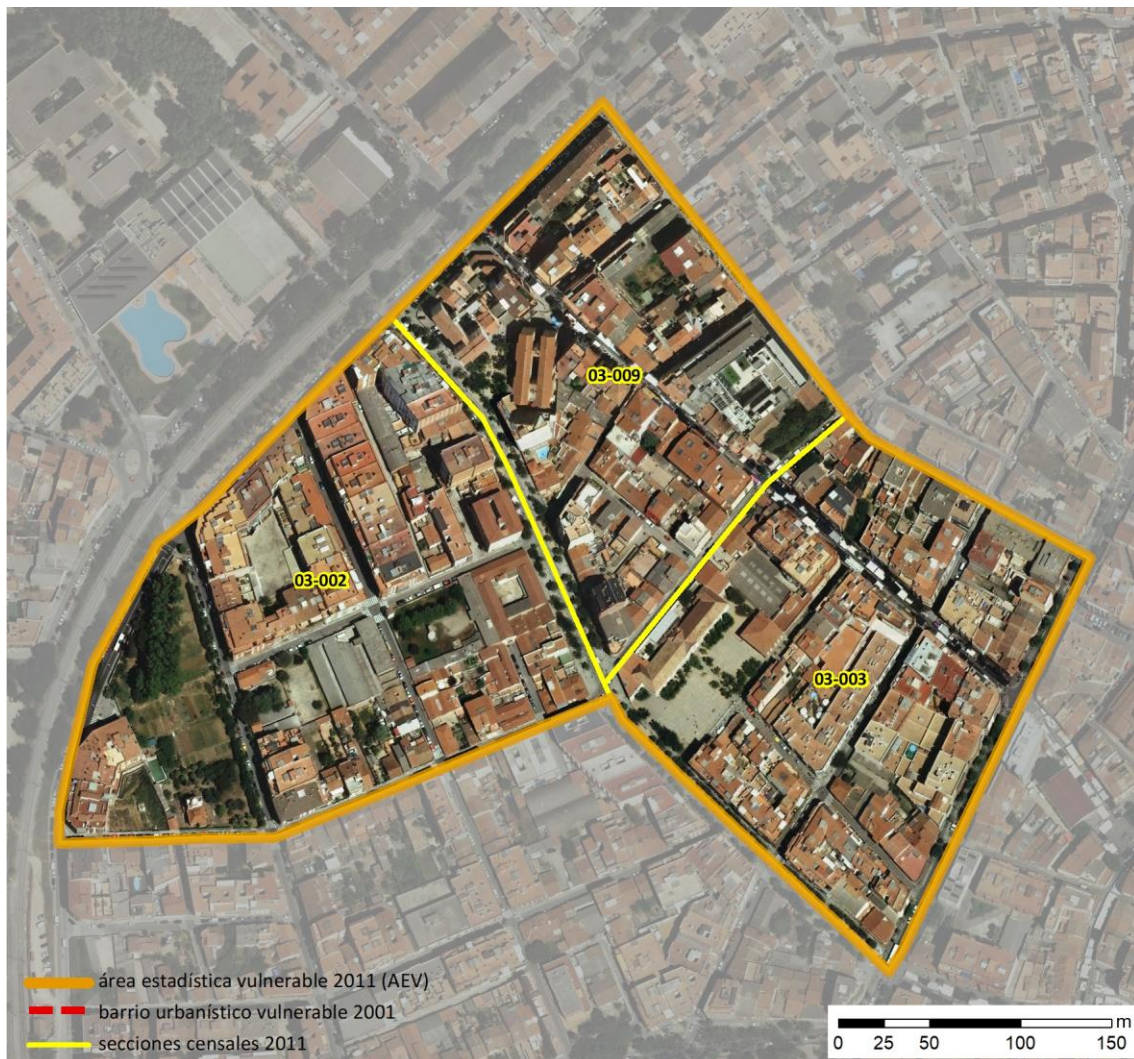 03-009
03-002
03-003
área estadística vulnerable 2011 (AEV)
barrio urbanístico vulnerable 2001
secciones censales 2011
m
0 25 50 100 150